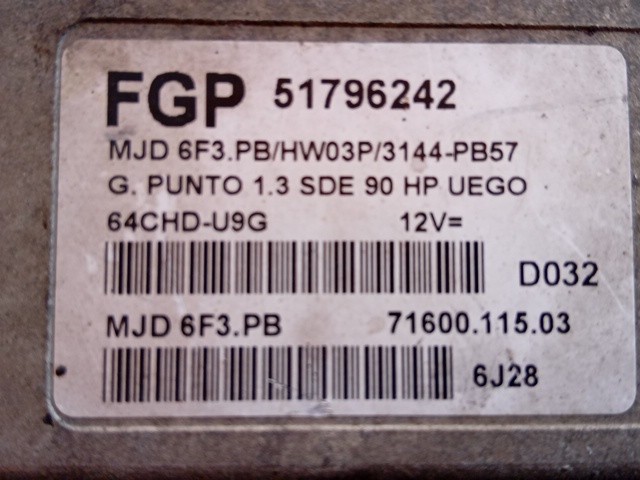 FGP 51796242
MJD 6F3.PB/HW03P/3144-PB57
G. PUNTO 1.3 SDE 90 HP UEGO
64CHD-U9G 12V=
D032
MJD 6F3.PB 71600.115.03
6J28